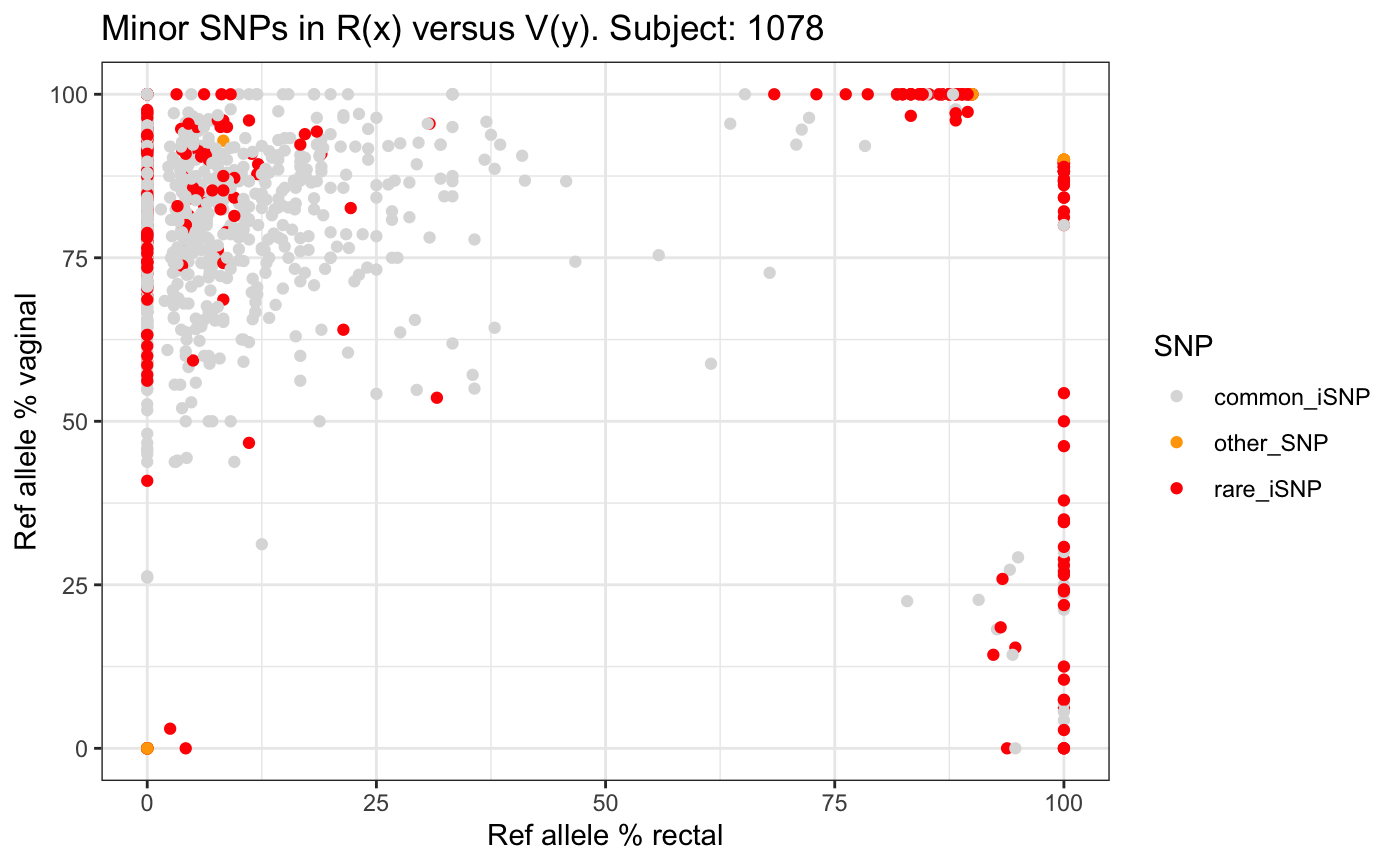 Minor SNPs in R(x) versus V(y). Subject: 1078
Ref allele % vaginal
100
75
50
25
0
0 25 50 75 100
Ref allele % rectal
SNP
common_iSNP
other_SNP
rare_iSNP